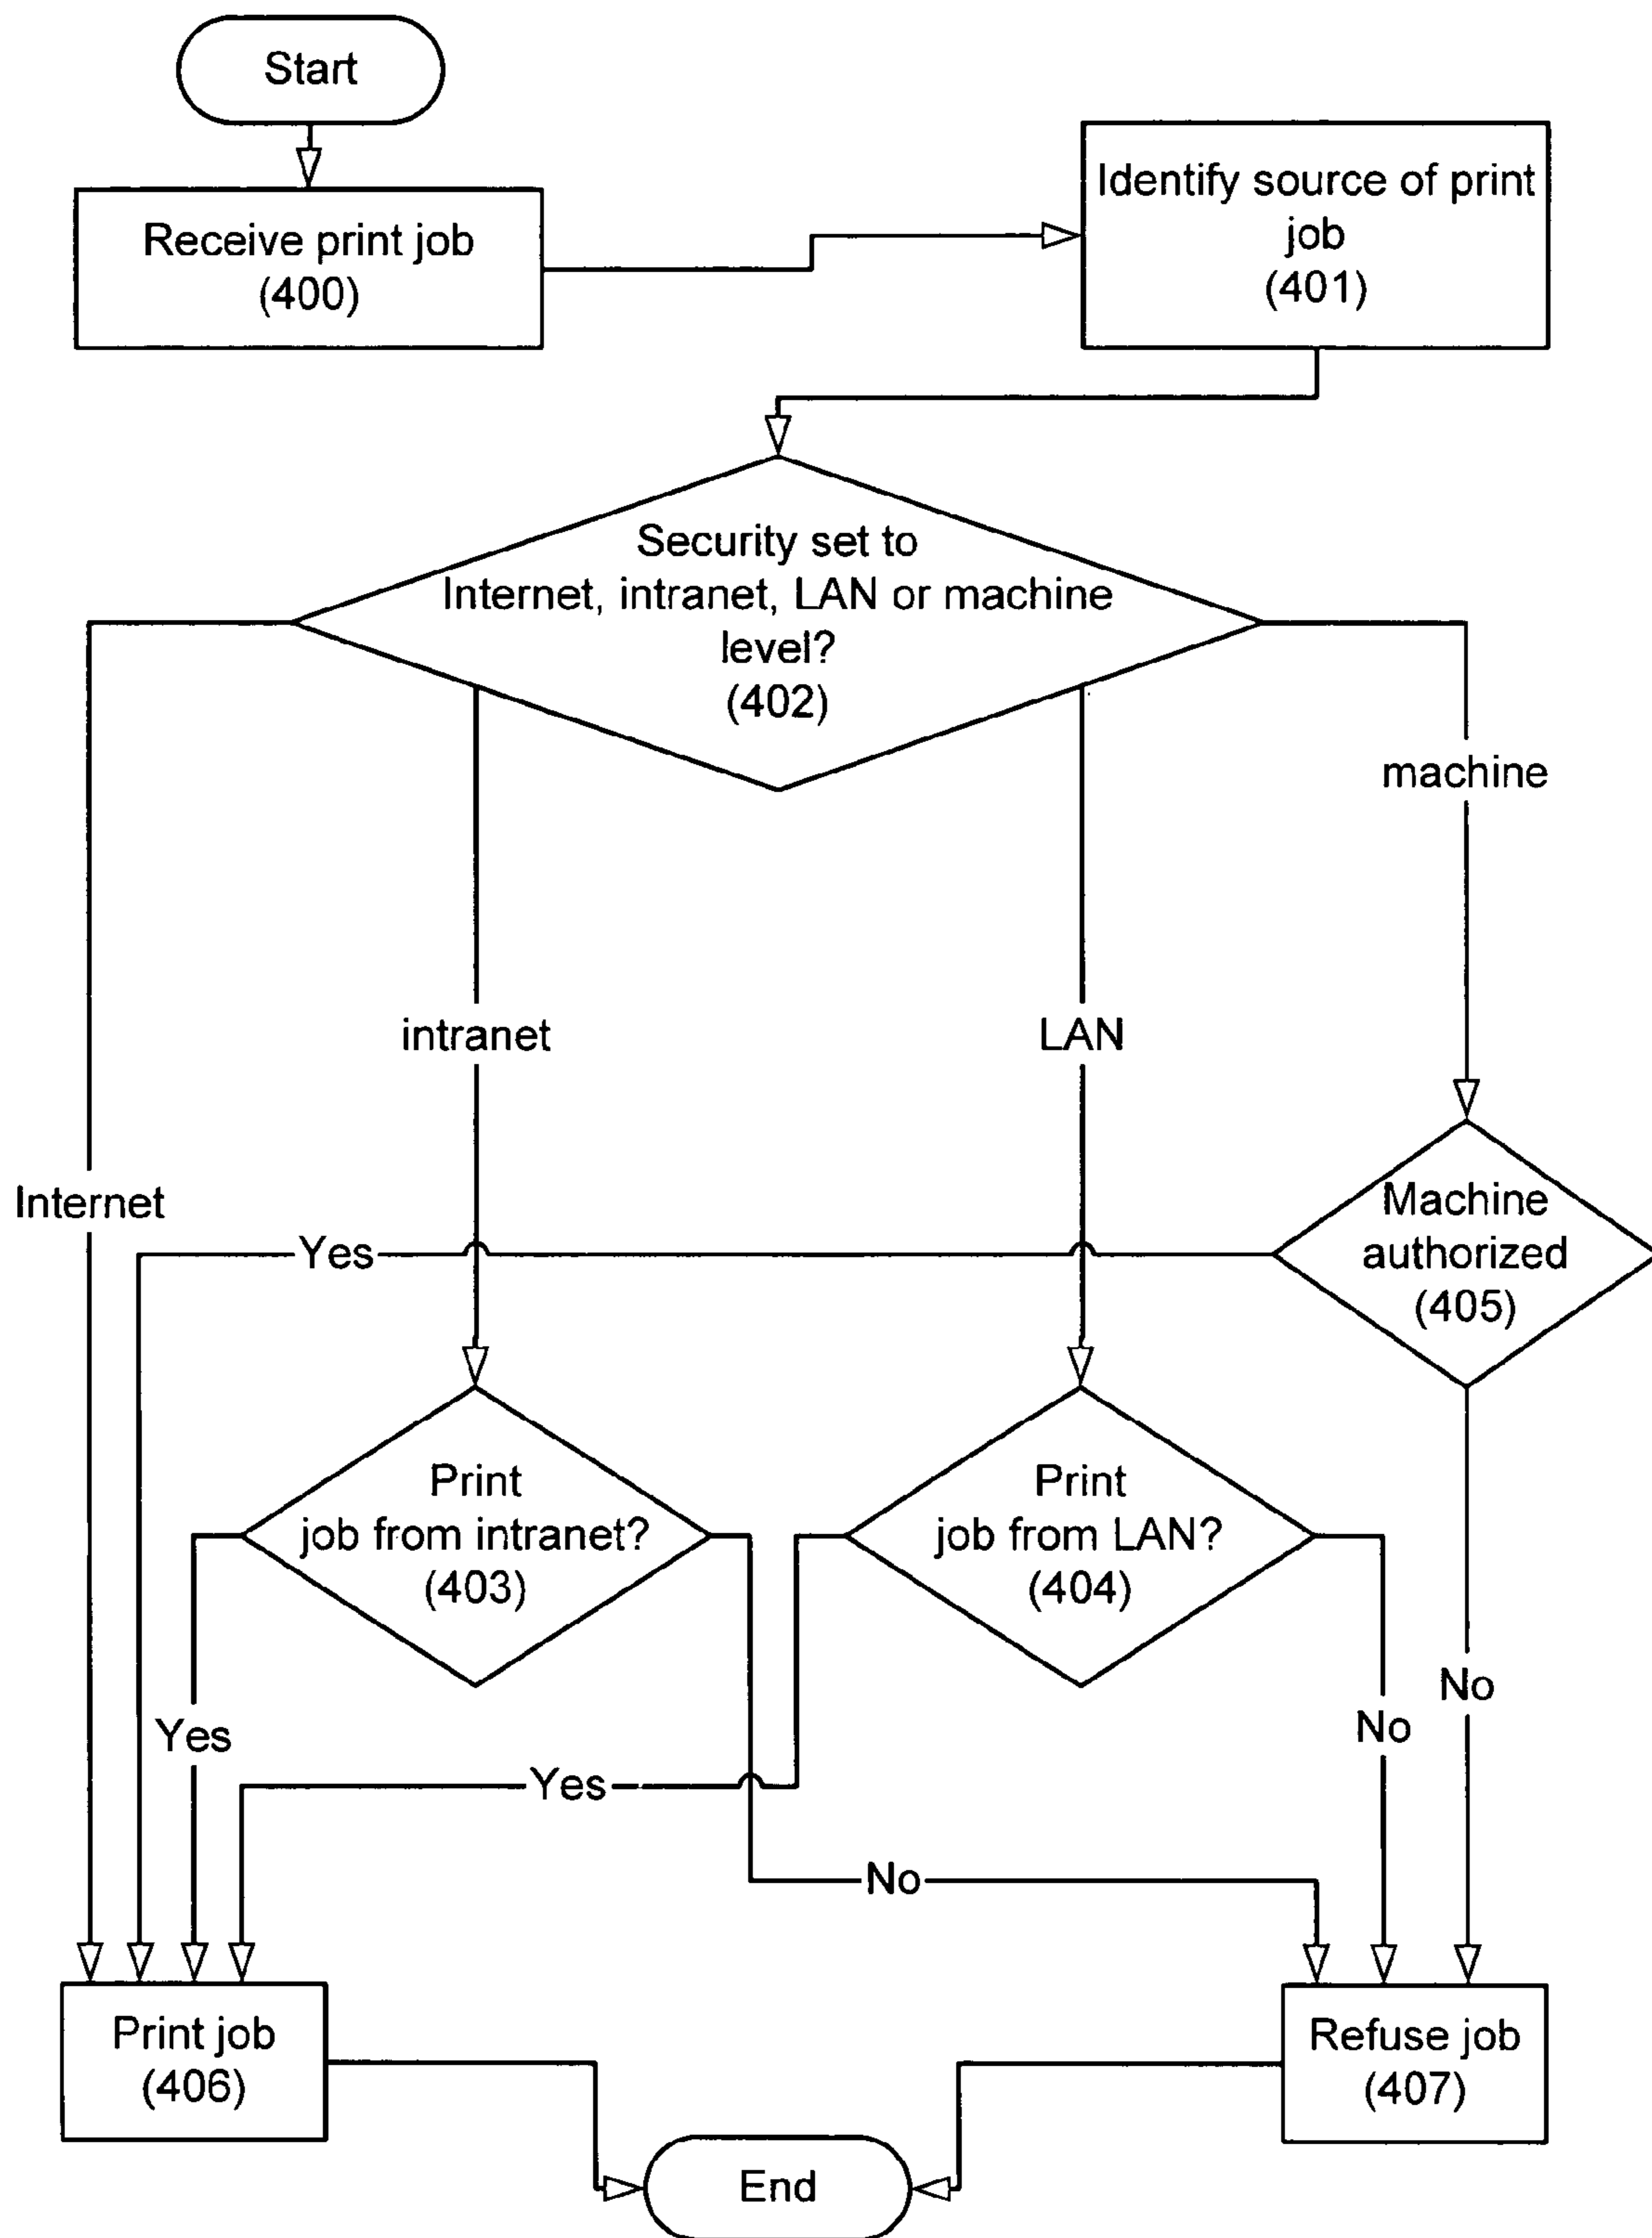 Start
Receive print job
(400)
Identify source of print
job
(401)
Security set to
Internet, intranet, LAN or machine
level?
(402)
machine
intranet
LAN
Internet
Yes
Machine
authorized
(405)
Print
job from intranet?
(403)
Print
job from LAN?
(404)
Yes
No
No
Yes
No
Print job
(406)
Refuse job
(407)
End